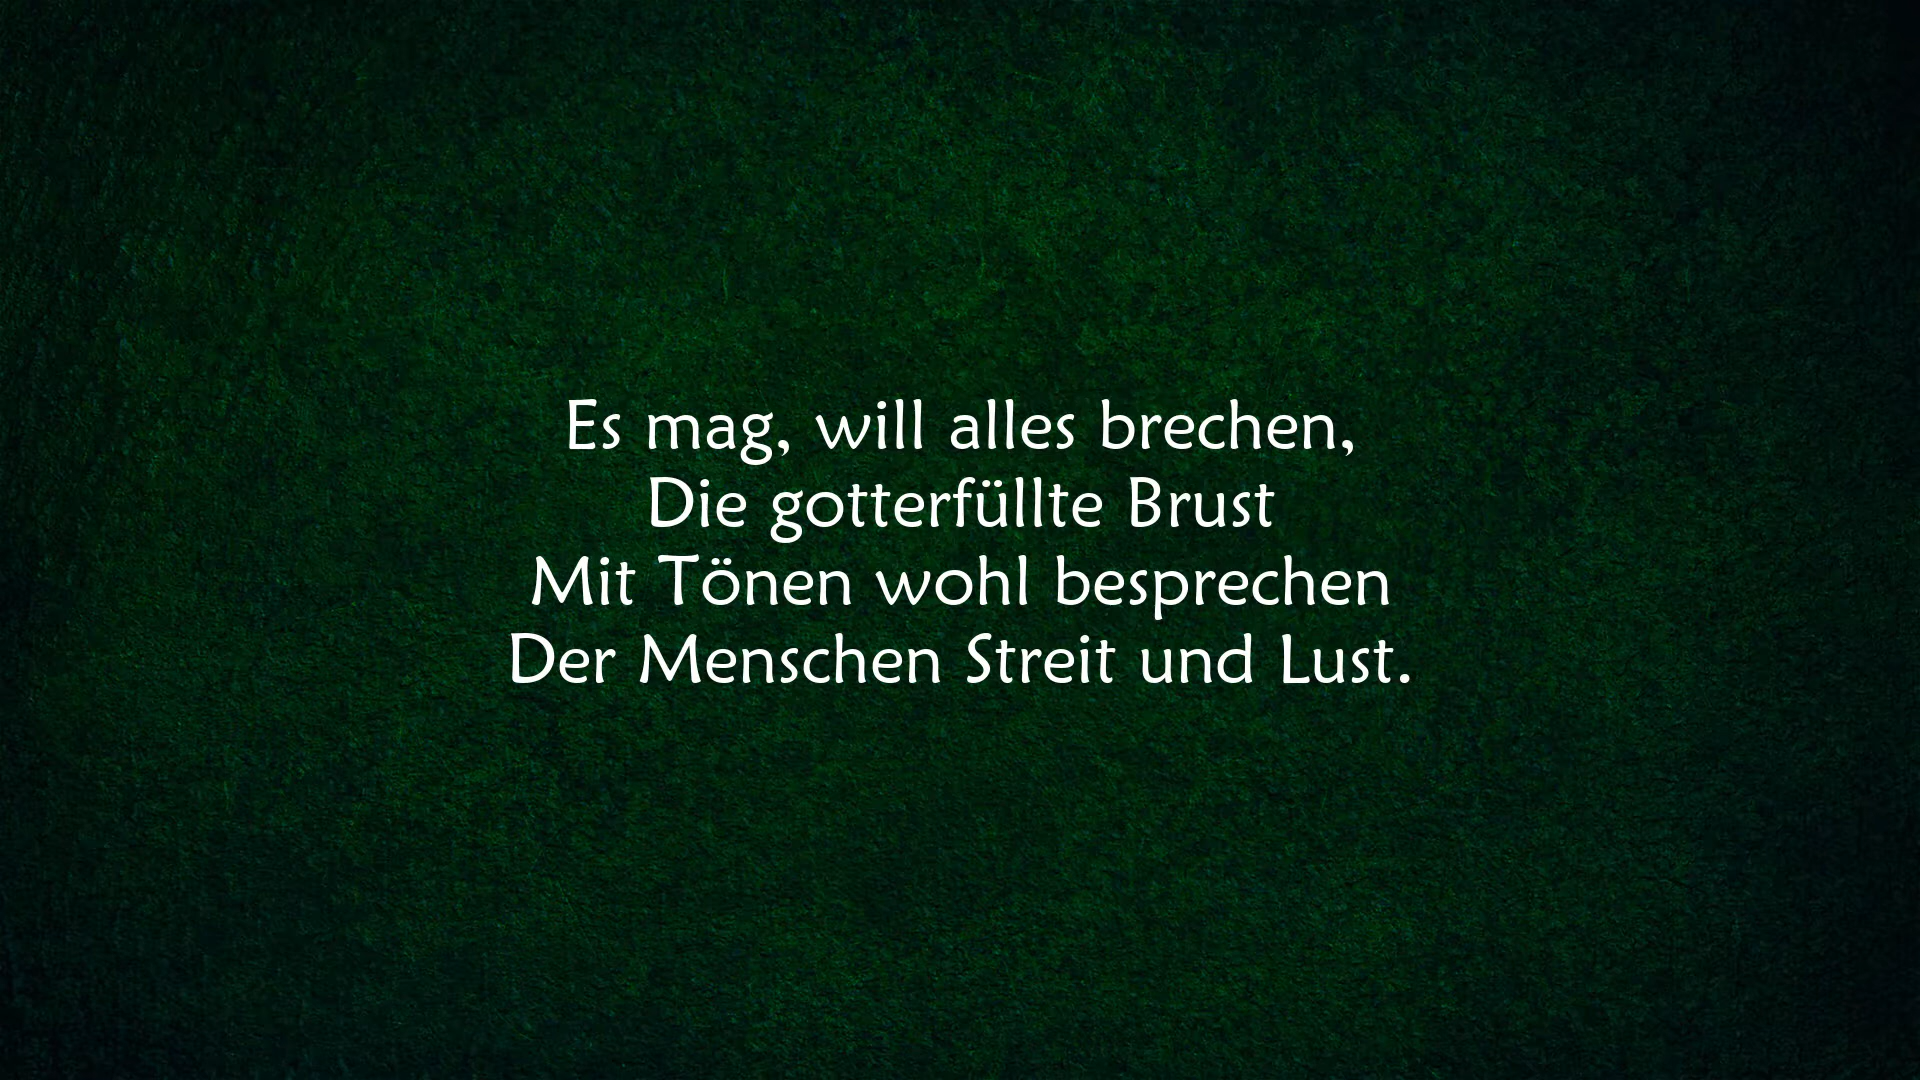 Es mag, will alles brechen,
Die gotterfüllte Brust
Mit Tönen wohl besprechen
Der Menschen Streit und Lust.